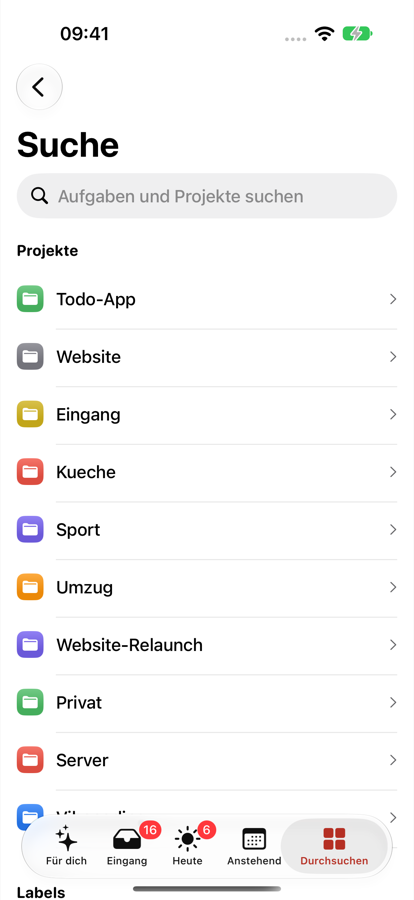 09:41
Suche
Aufgaben und Projekte suchen
Projekte
Todo-App
Website
Eingang
Kueche
Sport
Umzug
Website-Relaunch
Privat
Server
16
6
Für dich
Eingang
Heute
Anstehend
Durchsuchen
Labels